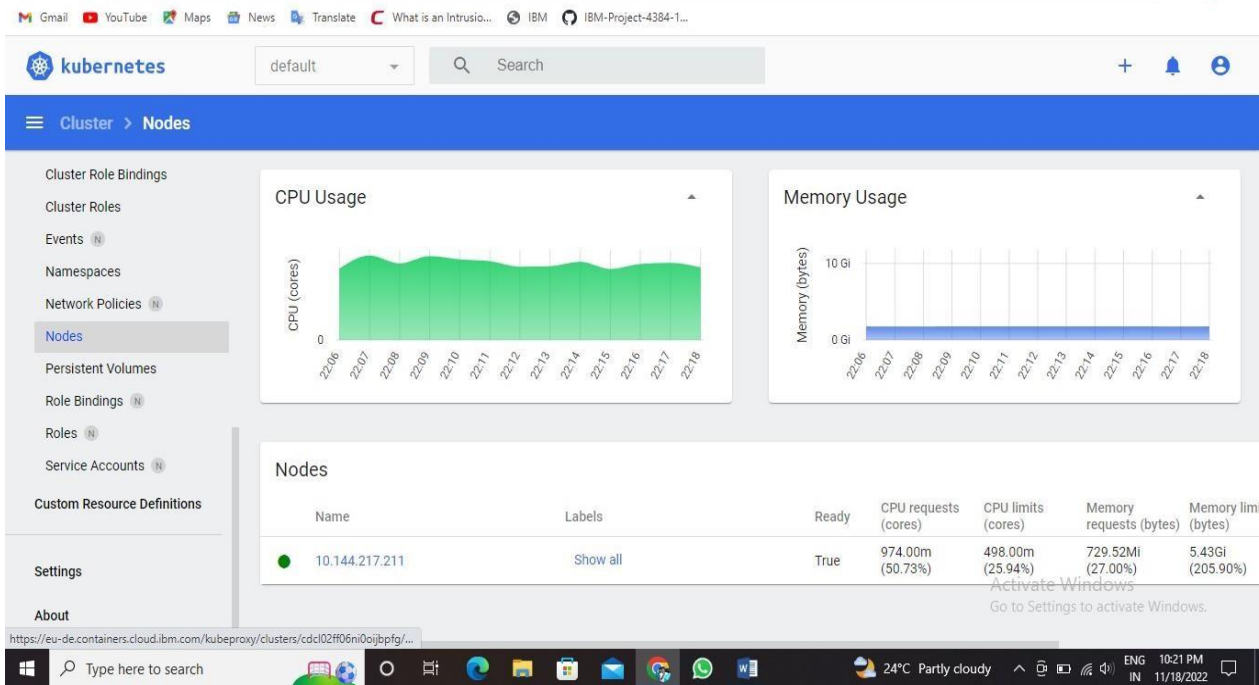 Gmail YouTube Maps News Translate What is an Intrusio... IBM IBM-Project-4384-1...
kubernetes default Search
Cluster > Nodes
Cluster Role Bindings
Cluster Roles
Events N
Namespaces
Network Policies N
Nodes
Persistent Volumes
Role Bindings N
Roles N
Service Accounts N
Custom Resource Definitions
Settings
About
CPU Usage
CPU (cores)
0
22:06 22:07 22:08 22:09 22:10 22:11 22:12 22:13 22:14 22:15 22:16 22:17 22:18
Memory Usage
Memory (bytes)
10 Gi
0 Gi
22:06 22:07 22:08 22:09 22:10 22:11 22:12 22:13 22:14 22:15 22:16 22:17 22:18
Nodes
Name Labels Ready CPU requests (cores) CPU limits (cores) Memory requests (bytes) Memory lim (bytes)
10.144.217.211 Show all True 974.00m (50.73%) 498.00m (25.94%) 729.52Mi (27.00%) 5.43Gi (205.90%)
Activate Windows
Go to Settings to activate Windows.
https://eu-de.containers.cloud.ibm.com/kubeproxy/clusters/cdcl02ff06ni0oijbpfg/...
Type here to search 24°C Partly cloudy ENG IN 10:21 PM 11/18/2022